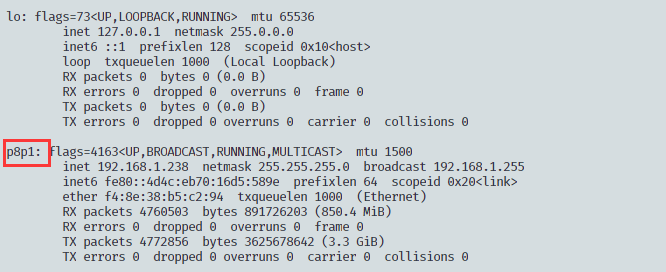 lo: flags=73<UP,LOOPBACK,RUNNING>  mtu 65536
        inet 127.0.0.1  netmask 255.0.0.0
        inet6 ::1  prefixlen 128  scopeid 0x10<host>
        loop  txqueuelen 1000  (Local Loopback)
        RX packets 0  bytes 0 (0.0 B)
        RX errors 0  dropped 0  overruns 0  frame 0
        TX packets 0  bytes 0 (0.0 B)
        TX errors 0  dropped 0 overruns 0  carrier 0  collisions 0
p8p1: flags=4163<UP,BROADCAST,RUNNING,MULTICAST>  mtu 1500
        inet 192.168.1.238  netmask 255.255.255.0  broadcast 192.168.1.255
        inet6 fe80::4d4c:eb70:16d5:589e  prefixlen 64  scopeid 0x20<link>
        ether f4:8e:38:b5:c2:94  txqueuelen 1000  (Ethernet)
        RX packets 4760503  bytes 891726203 (850.4 MiB)
        RX errors 0  dropped 0  overruns 0  frame 0
        TX packets 4772856  bytes 3625678642 (3.3 GiB)
        TX errors 0  dropped 0 overruns 0  carrier 0  collisions 0